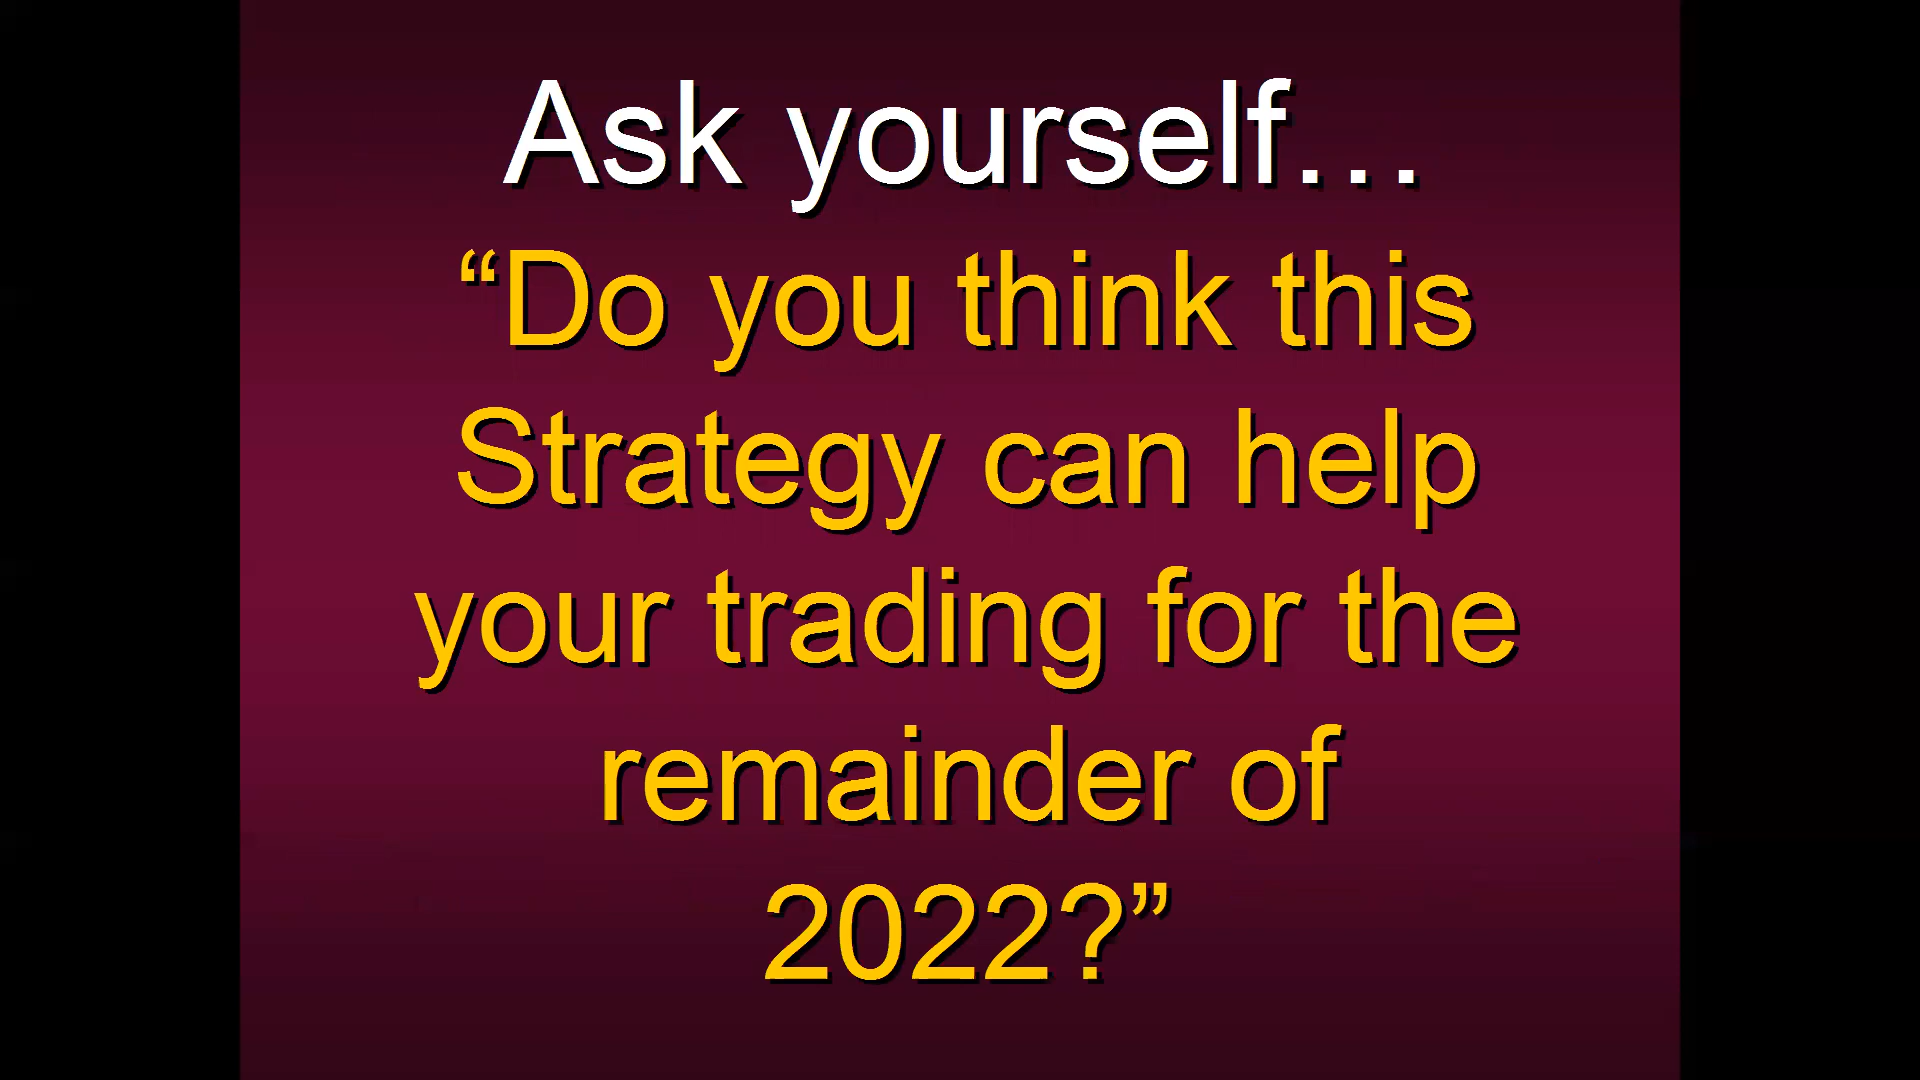 Ask yourself…
“Do you think this
Strategy can help
your trading for the
remainder of
2022?”